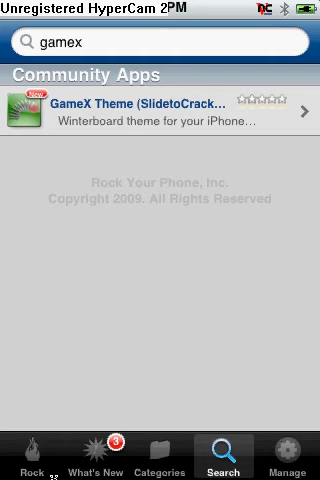 Unregistered HyperCam 2PM
gamex
Community Apps
New
GameX Theme (SlidetoCrack...
Winterboard theme for your iPhone...
Rock Your Phone, Inc.
Copyright 2009. All Rights Reserved
3
Rock What's New Categories Search Manage